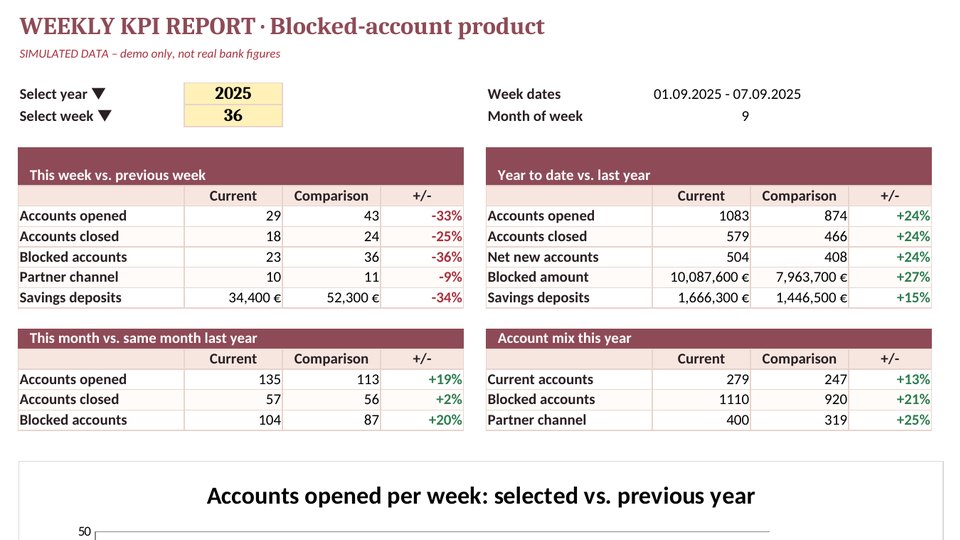 WEEKLY KPI REPORT · Blocked-account product
SIMULATED DATA – demo only, not real bank figures
Select year ▼ 2025 Week dates 01.09.2025 - 07.09.2025
Select week ▼ 36 Month of week 9
This week vs. previous week
Current Comparison +/-
Accounts opened 29 43 -33%
Accounts closed 18 24 -25%
Blocked accounts 23 36 -36%
Partner channel 10 11 -9%
Savings deposits 34,400 € 52,300 € -34%
Year to date vs. last year
Current Comparison +/-
Accounts opened 1083 874 +24%
Accounts closed 579 466 +24%
Net new accounts 504 408 +24%
Blocked amount 10,087,600 € 7,963,700 € +27%
Savings deposits 1,666,300 € 1,446,500 € +15%
This month vs. same month last year
Current Comparison +/-
Accounts opened 135 113 +19%
Accounts closed 57 56 +2%
Blocked accounts 104 87 +20%
Account mix this year
Current Comparison +/-
Current accounts 279 247 +13%
Blocked accounts 1110 920 +21%
Partner channel 400 319 +25%
Accounts opened per week: selected vs. previous year
50